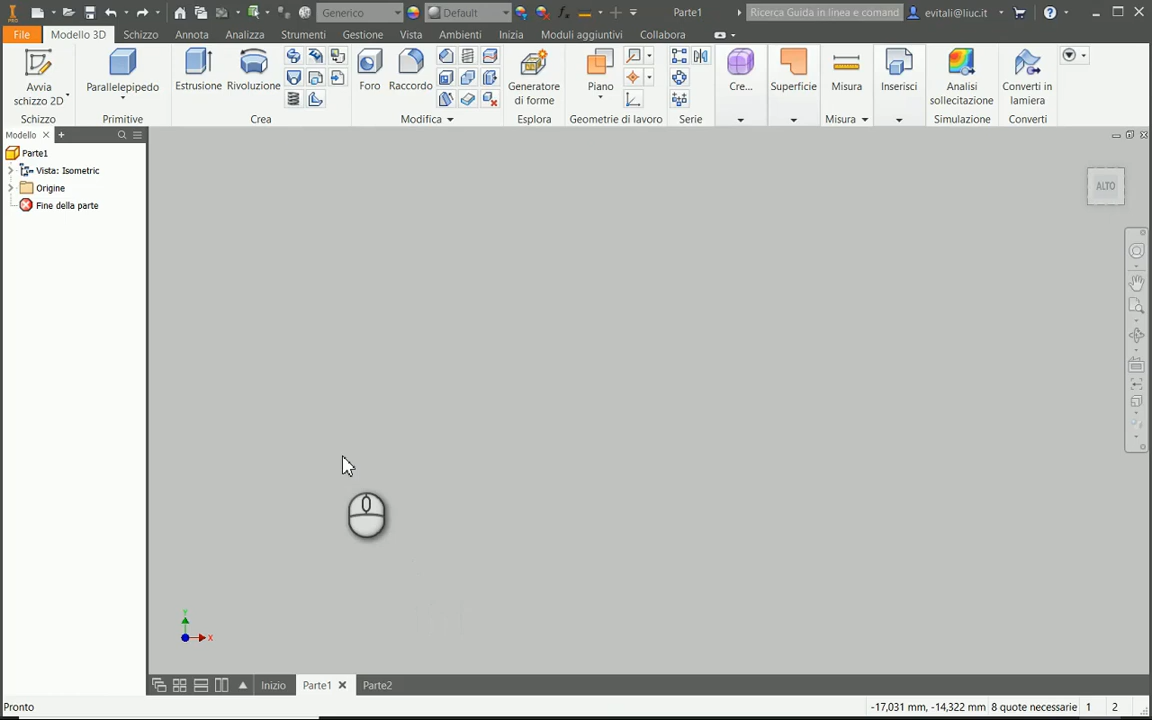 PRO Generico Default fx Parte1 Ricerca Guida in linea e comand evitali@liuc.it
File Modello 3D Schizzo Annota Analizza Strumenti Gestione Vista Ambienti Inizia Moduli aggiuntivi Collabora
Avvia
schizzo 2D
Parallelepipedo
Estrusione
Rivoluzione
Foro
Raccordo
Generatore
di forme
Piano
Cre...
Superficie
Misura
Inserisci
Analisi
sollecitazione
Converti in
lamiera
Schizzo Primitive Crea Modifica Esplora Geometrie di lavoro Serie Misura Simulazione Converti
Modello
Parte1
Vista: Isometric
Origine
Fine della parte
ALTO
Y
X
Inizio Parte1 Parte2
Pronto -17,031 mm, -14,322 mm 8 quote necessarie 1 2